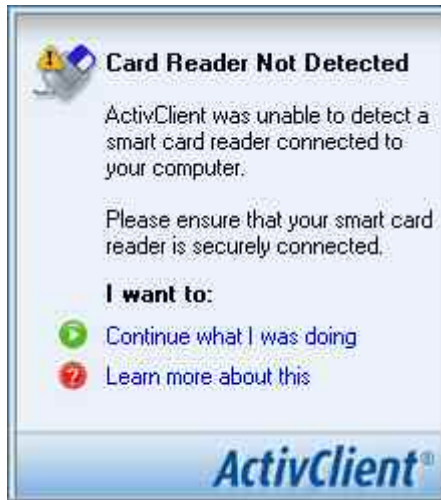 Card Reader Not Detected
ActivClient was unable to detect a
smart card reader connected to
your computer.
Please ensure that your smart card
reader is securely connected.
I want to:
Continue what I was doing
Learn more about this
ActivClient®